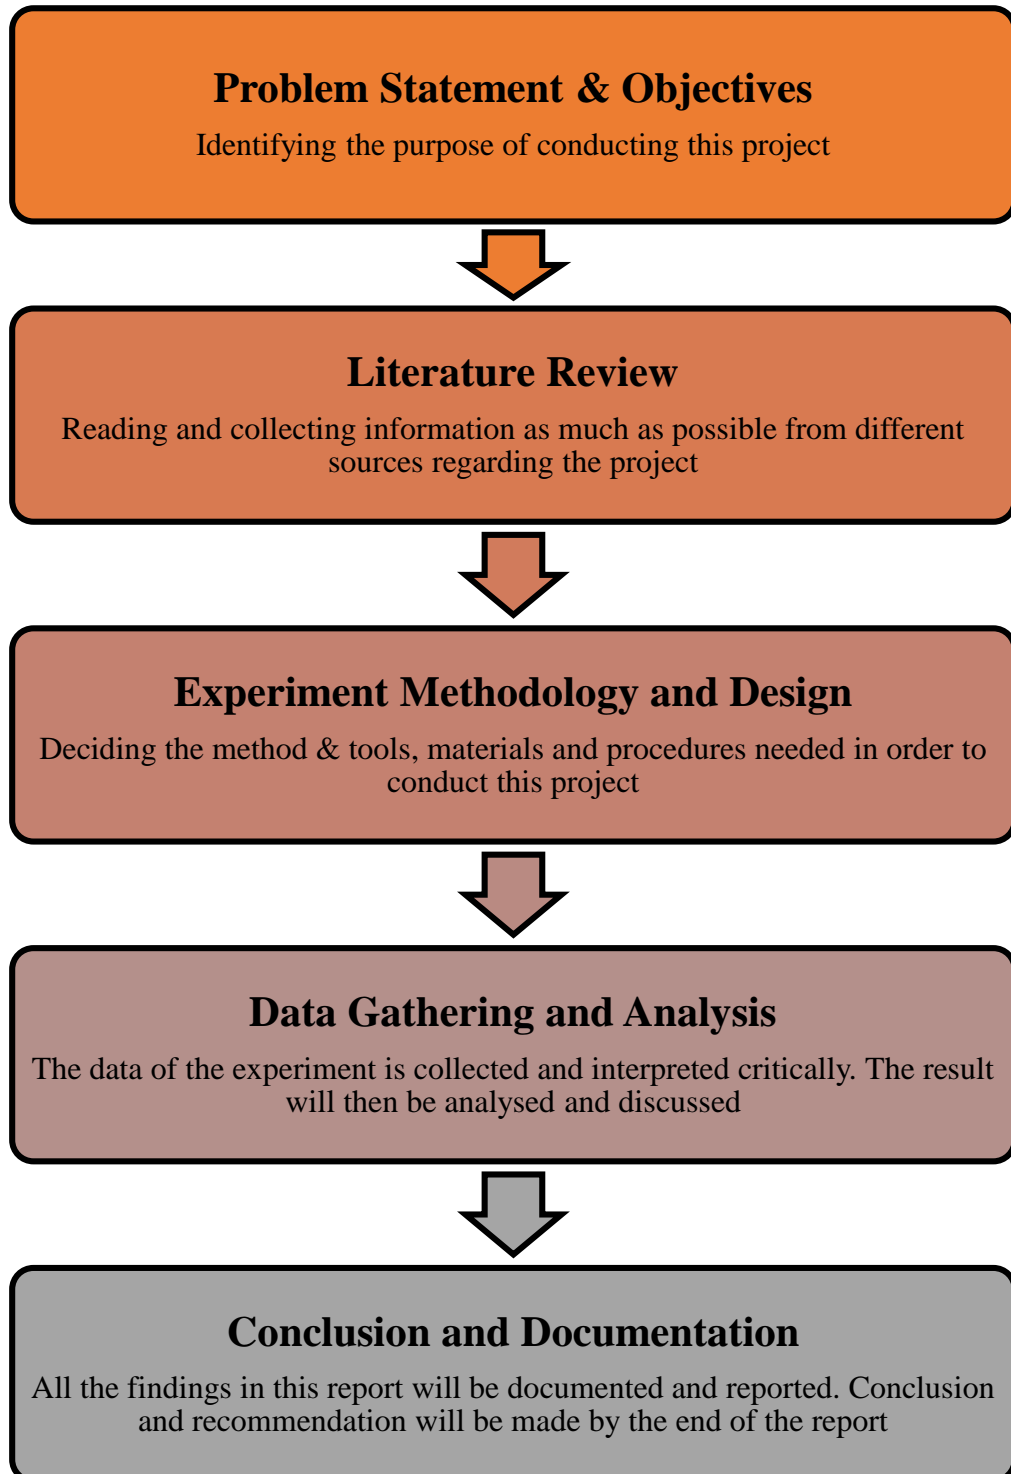 Problem Statement & Objectives
Identifying the purpose of conducting this project
Literature Review
Reading and collecting information as much as possible from different
sources regarding the project
Experiment Methodology and Design
Deciding the method & tools, materials and procedures needed in order to
conduct this project
Data Gathering and Analysis
The data of the experiment is collected and interpreted critically. The result
will then be analysed and discussed
Conclusion and Documentation
All the findings in this report will be documented and reported. Conclusion
and recommendation will be made by the end of the report